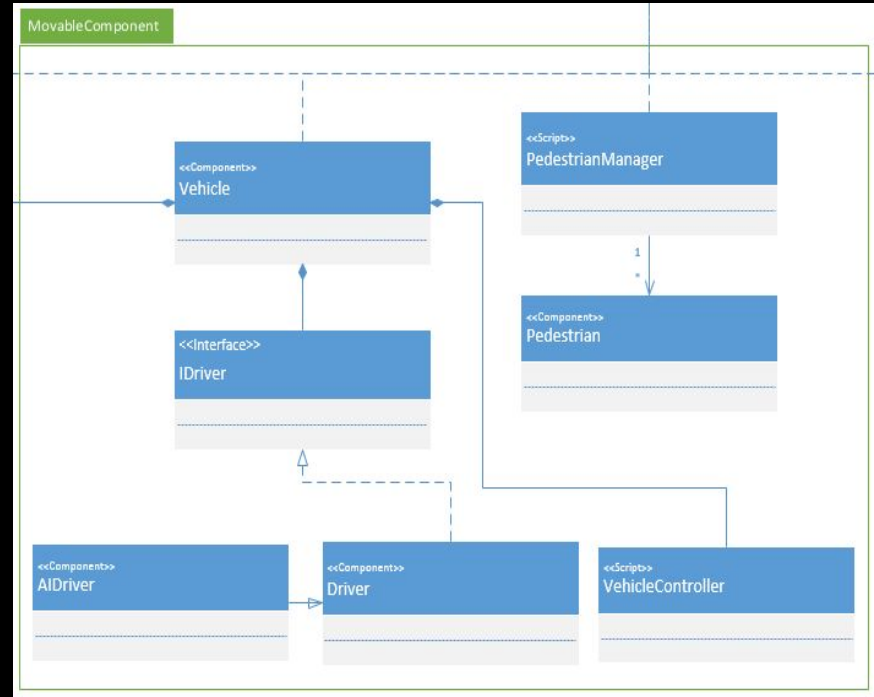 MovableComponent
<<Component>>
Vehicle
<<Script>>
PedestrianManager
1
*
<<Interface>>
IDriver
<<Component>>
Pedestrian
<<Component>>
AIDriver
<<Component>>
Driver
<<Script>>
VehicleController